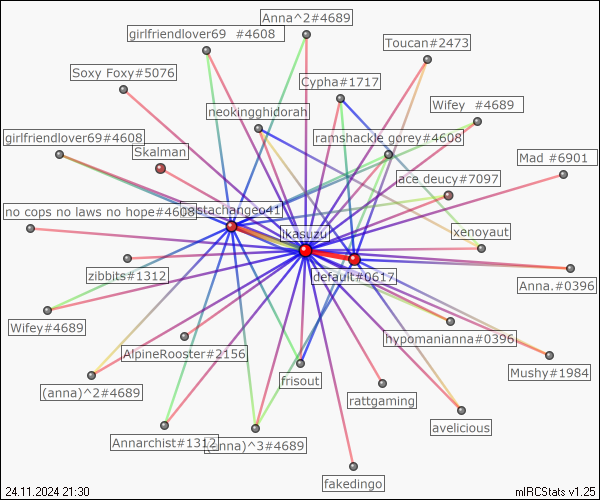 Anna^2#4689
girlfriendlover69 #4608
Toucan#2473
Soxy Foxy#5076
Cypha#1717
neokingghidorah
Wifey #4689
girlfriendlover69#4608
ramshackle gorey#4608
Skalman
Mad #6901
ace.deucy#7097
no cops no laws no hope#4608
stachangeo41
ikasuzu
xenoyaut
zibbits#1312
default#0617
Anna.#0396
Wifey#4689
hypomanianna#0396
AlpineRooster#2156
Mushy#1984
(anna)^2#4689
frisout
rattgaming
avelicious
Annarchist#1312
(anna)^3#4689
fakedingo
24.11.2024 21:30
mIRCStats v1.25